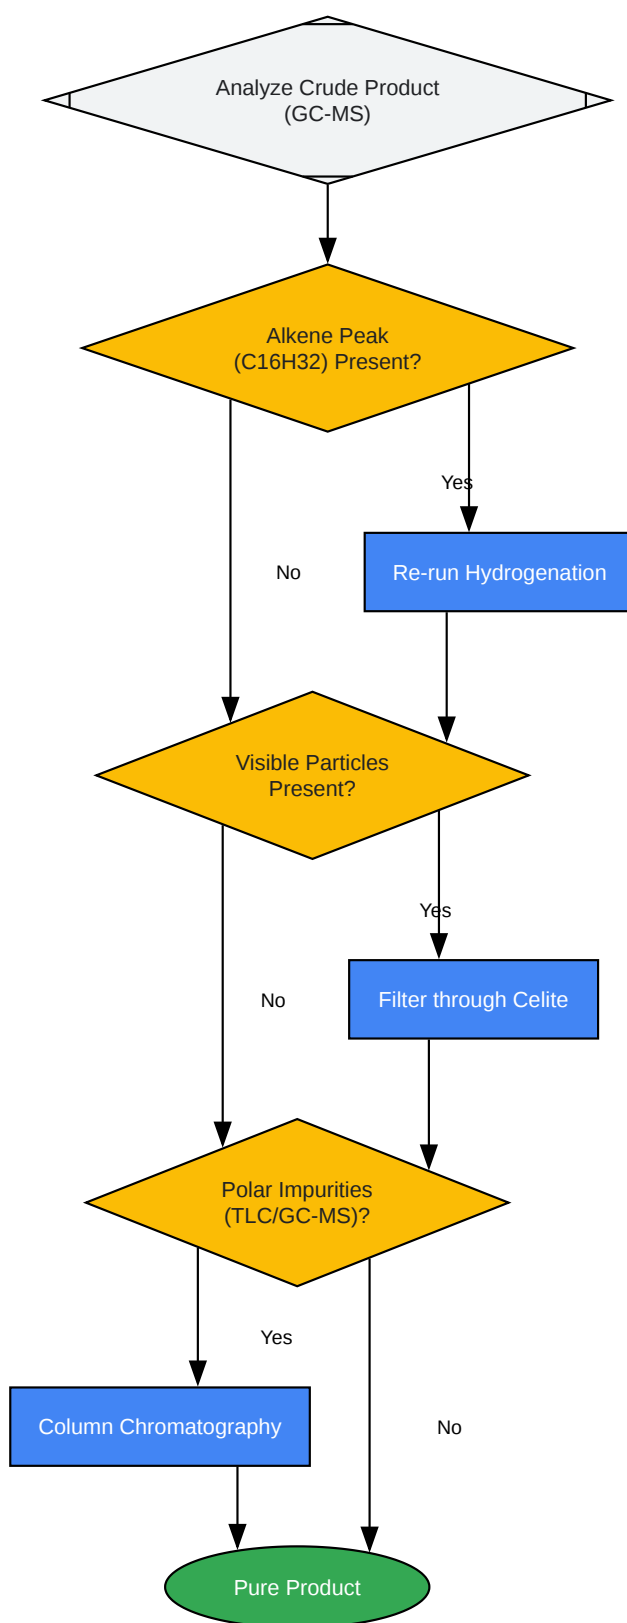 Analyze Crude Product
(GC-MS)
Alkene Peak
(C16H32) Present?
Yes
No
Re-run Hydrogenation
Visible Particles
Present?
Yes
No
Filter through Celite
Polar Impurities
(TLC/GC-MS)?
Yes
Column Chromatography
No
Pure Product